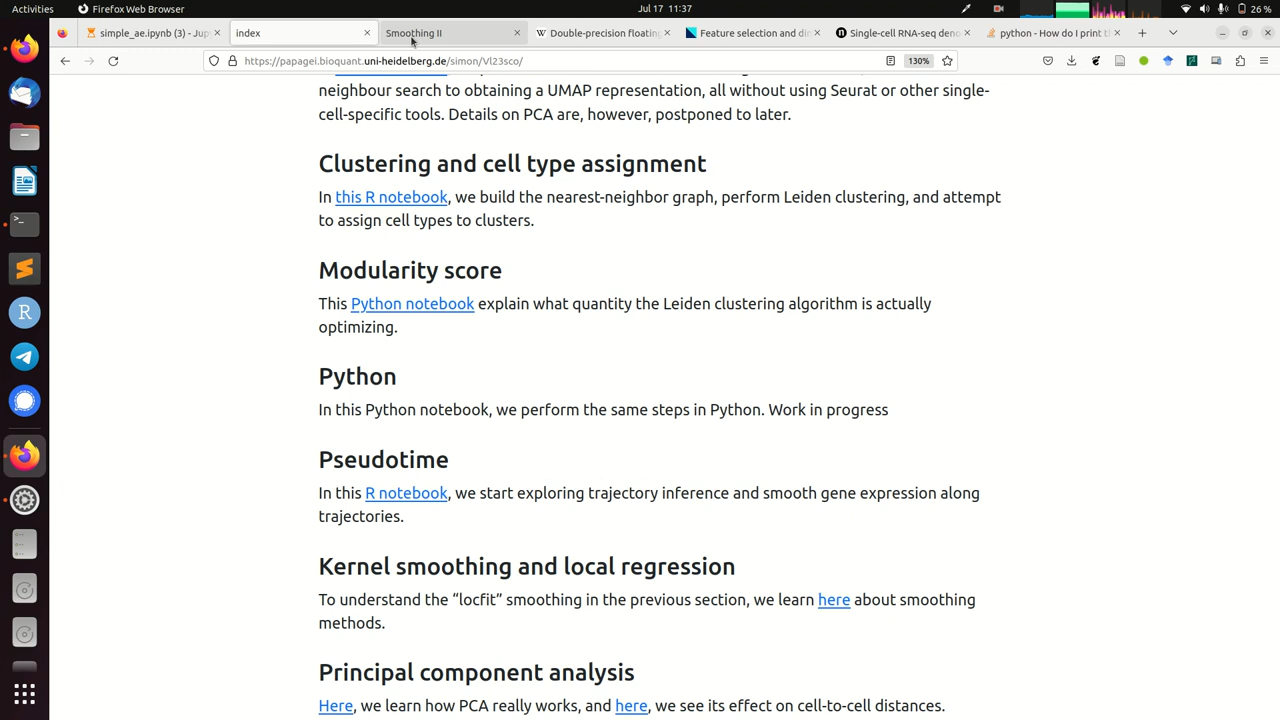 Activities
Firefox Web Browser
Jul 17 11:37
26 %
simple_ae.ipynb (3) - Jup
index
Smoothing II
Double-precision floating
Feature selection and di
Single-cell RNA-seq deno
python - How do I print t
https://papagei.bioquant.uni-heidelberg.de/simon/Vl23sco/
130%
neighbour search to obtaining a UMAP representation, all without using Seurat or other single-
cell-specific tools. Details on PCA are, however, postponed to later.
Clustering and cell type assignment
In this R notebook, we build the nearest-neighbor graph, perform Leiden clustering, and attempt
to assign cell types to clusters.
Modularity score
This Python notebook explain what quantity the Leiden clustering algorithm is actually
optimizing.
Python
In this Python notebook, we perform the same steps in Python. Work in progress
Pseudotime
In this R notebook, we start exploring trajectory inference and smooth gene expression along
trajectories.
Kernel smoothing and local regression
To understand the “locfit” smoothing in the previous section, we learn here about smoothing
methods.
Principal component analysis
Here, we learn how PCA really works, and here, we see its effect on cell-to-cell distances.